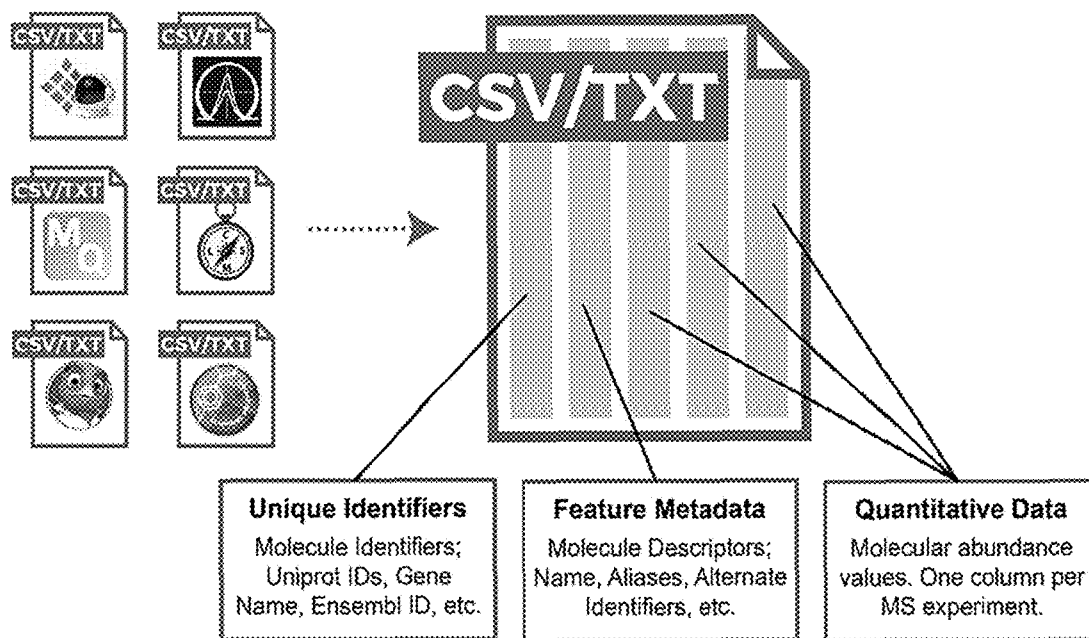 CSV/TXT
CSV/TXT
CSV/TXT
CSV/TXT
M
Q
C
C
S
M
CSV/TXT
CSV/TXT
CSV/TXT
Unique Identifiers
Molecule Identifiers;
Uniprot IDs, Gene
Name, Ensembl ID, etc.
Feature Metadata
Molecule Descriptors;
Name, Aliases, Alternate
Identifiers, etc.
Quantitative Data
Molecular abundance
values. One column per
MS experiment.